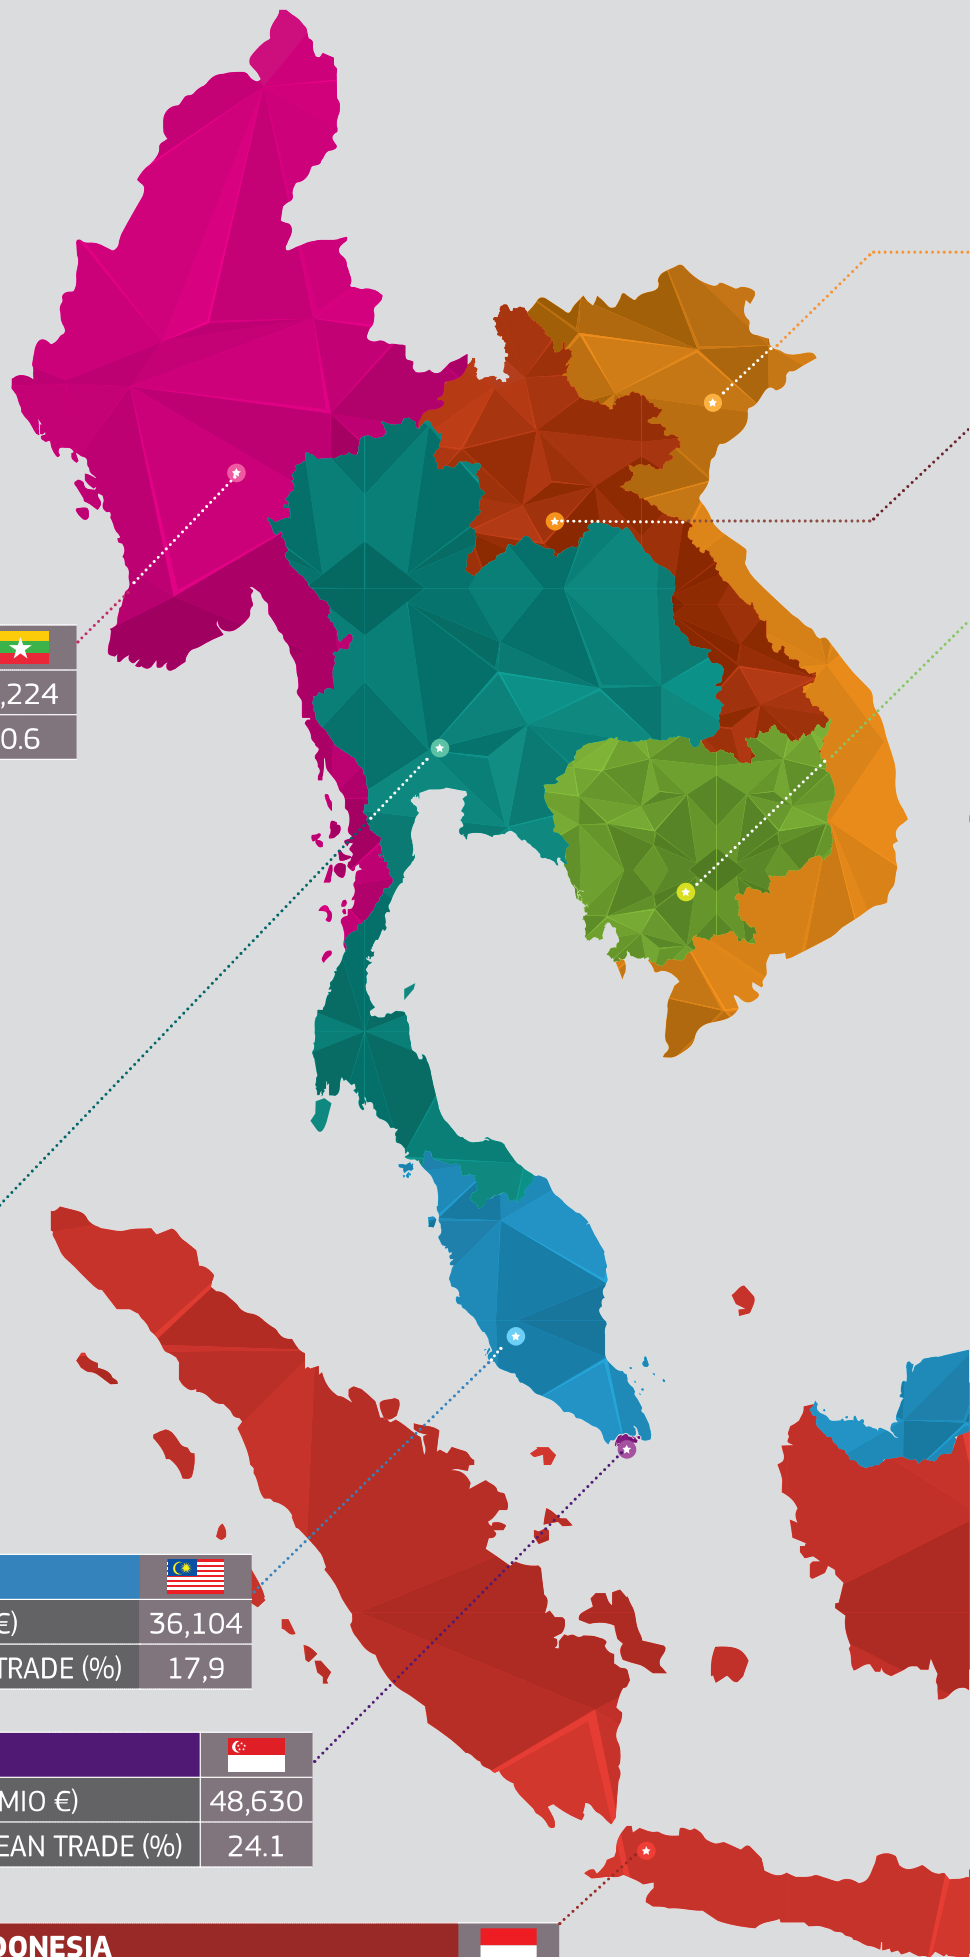 ,224
0.6
€) 36,104
TRADE (%) 17,9
MIO €) 48,630
EAN TRADE (%) 24.1
DONESIA